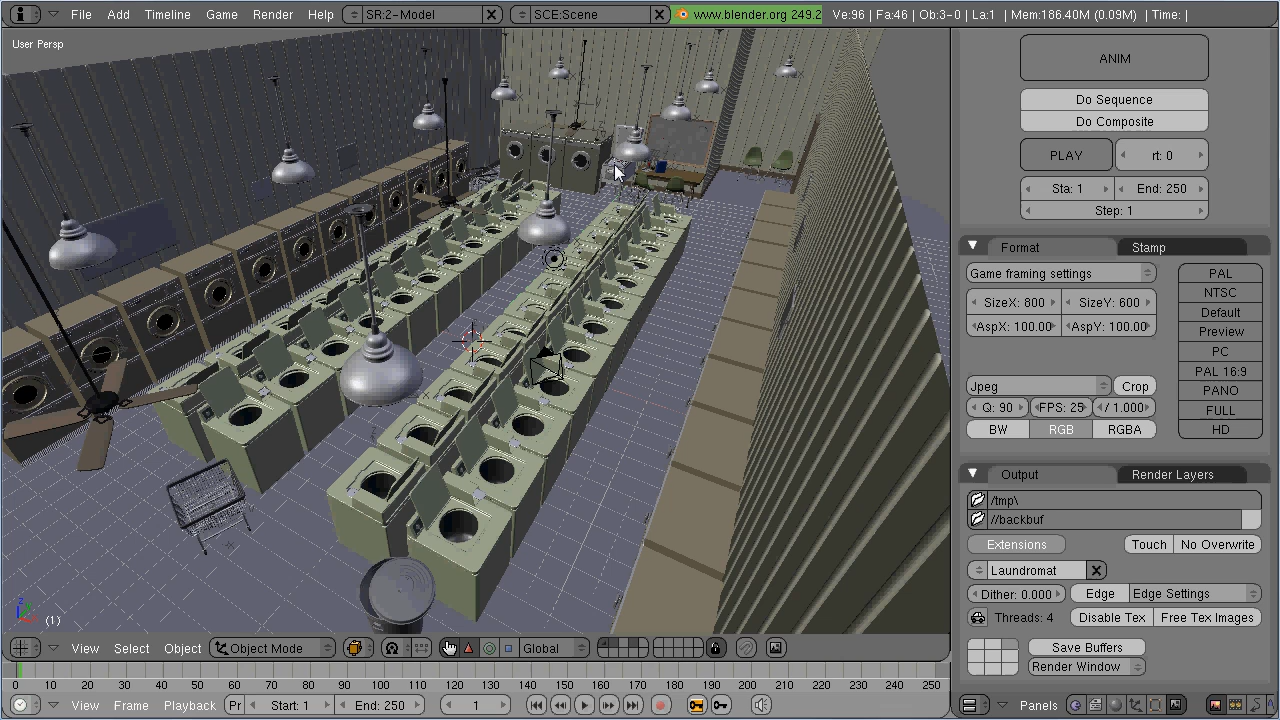 File Add Timeline Game Render Help SR:2-Model SCE:Scene www.blender.org 249.2 Ve:96 | Fa:46 | Ob:3-0 | La:1 | Mem:186.40M (0.09M) | Time: |
User Persp
ANIM
Do Sequence
Do Composite
PLAY rt: 0
Sta: 1 End: 250
Step: 1
Format Stamp
Game framing settings
SizeX: 800 SizeY: 600
AspX: 100.00 AspY: 100.00
Jpeg Crop
Q: 90 FPS: 25 / 1.000
BW RGB RGBA
PAL
NTSC
Default
Preview
PC
PAL 16:9
PANO
FULL
HD
Output Render Layers
/tmp\
//backbuf
Extensions Touch No Overwrite
Laundromat
Dither: 0.000 Edge Edge Settings
Threads: 4 Disable Tex Free Tex Images
Save Buffers
Render Window
z
(1)
View Select Object Object Mode Global
0 10 20 30 40 50 60 70 80 90 100 110 120 130 140 150 160 170 180 190 200 210 220 230 240 250
View Frame Playback Pr Start: 1 End: 250 1
Panels